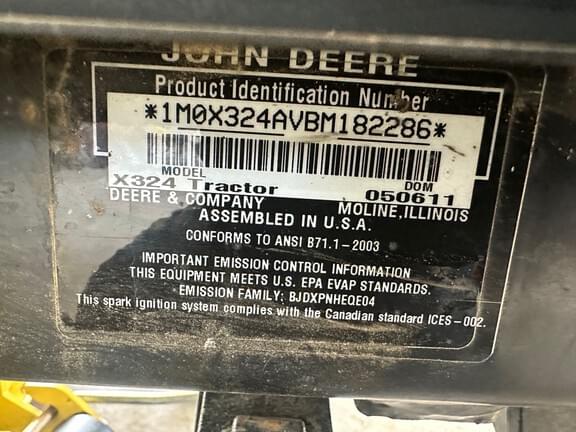 JOHN DEERE
Product Identification Number
*1M0X324AVBM182286*
MODEL DOM
X324 Tractor 050611
DEERE & COMPANY MOLINE, ILLINOIS
ASSEMBLED IN U.S.A.
CONFORMS TO ANSI B71.1-2003
IMPORTANT EMISSION CONTROL INFORMATION
THIS EQUIPMENT MEETS U.S. EPA EVAP STANDARDS.
EMISSION FAMILY: BJDXPNHEQE04
This spark ignition system complies with the Canadian standard ICES-002.